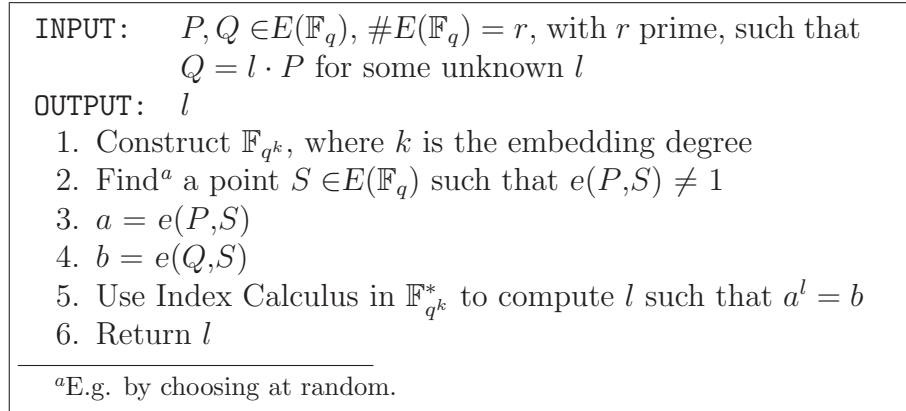 INPUT: P, Q ∈E(𝔽_q), #E(𝔽_q) = r, with r prime, such that
Q = l · P for some unknown l
OUTPUT: l
1. Construct 𝔽_{q^k}, where k is the embedding degree
2. Find^a a point S ∈E(𝔽_q) such that e(P,S) ≠ 1
3. a = e(P,S)
4. b = e(Q,S)
5. Use Index Calculus in 𝔽*_{q^k} to compute l such that a^l = b
6. Return l
^aE.g. by choosing at random.